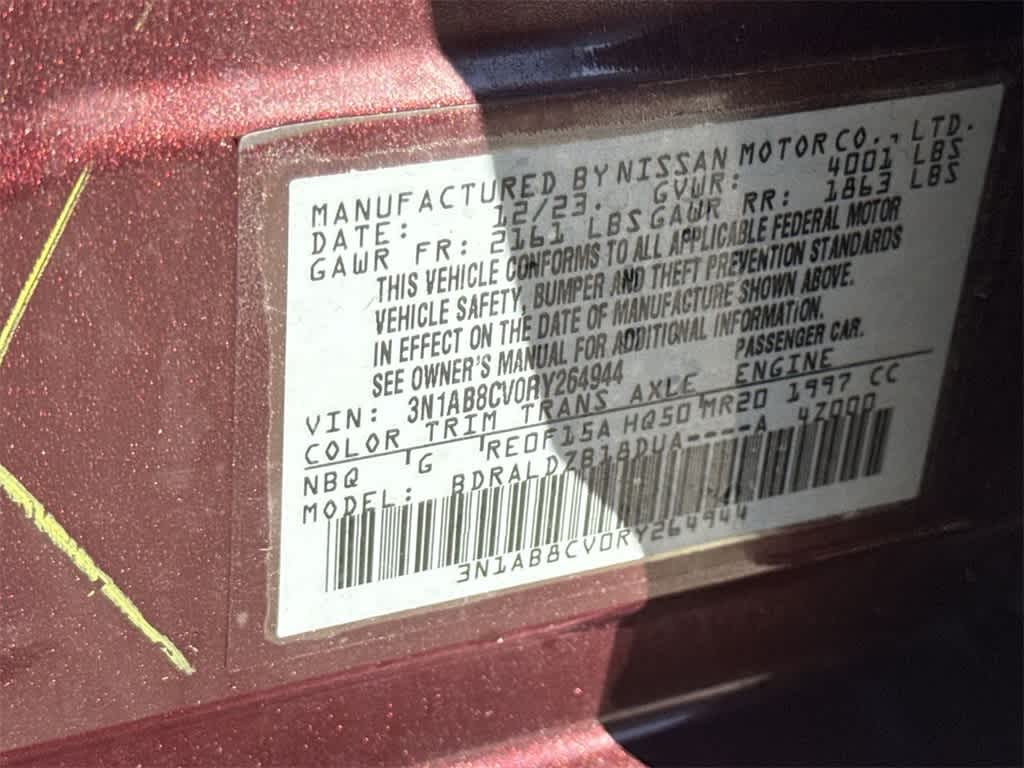 MANUFACTURED BY NISSAN MOTOR CO., LTD.
DATE: 12/23. GVWR: 4001 LBS
GAWR FR: 2161 LBS GAWR RR: 1863 LBS
THIS VEHICLE CONFORMS TO ALL APPLICABLE FEDERAL MOTOR
VEHICLE SAFETY, BUMPER AND THEFT PREVENTION STANDARDS
IN EFFECT ON THE DATE OF MANUFACTURE SHOWN ABOVE.
SEE OWNER'S MANUAL FOR ADDITIONAL INFORMATION.
VIN: 3N1AB8CV0RY264944 PASSENGER CAR.
COLOR TRIM TRANS AXLE ENGINE
NBQ G RE0F15A HQ50 MR20 1997 CC
MODEL: BDRALDZB18DUA----A 4Z000
3N1AB8CV0RY264944